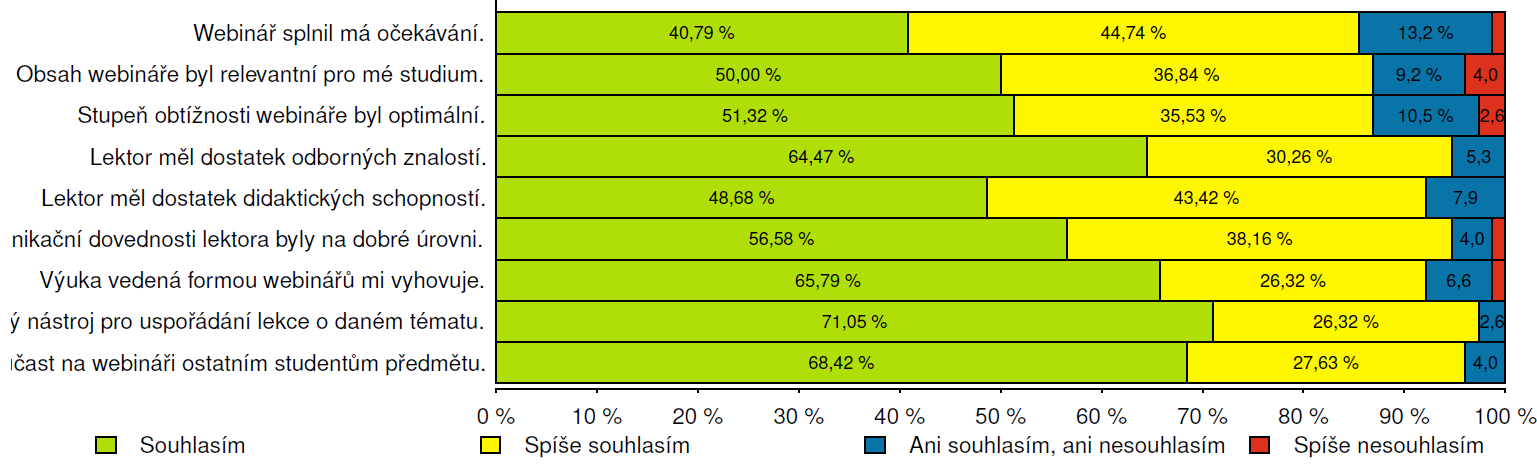 Webinář splnil má očekávání. 40,79 % 44,74 % 13,2 %
Obsah webináře byl relevantní pro mé studium. 50,00 % 36,84 % 9,2 % 4,0
Stupeň obtížnosti webináře byl optimální. 51,32 % 35,53 % 10,5 % 2,6
Lektor měl dostatek odborných znalostí. 64,47 % 30,26 % 5,3
Lektor měl dostatek didaktických schopností. 48,68 % 43,42 % 7,9
nikační dovednosti lektora byly na dobré úrovni. 56,58 % 38,16 % 4,0
Výuka vedená formou webinářů mi vyhovuje. 65,79 % 26,32 % 6,6
ý nástroj pro uspořádání lekce o daném tématu. 71,05 % 26,32 % 2,6
účast na webináři ostatním studentům předmětu. 68,42 % 27,63 % 4,0
0 % 10 % 20 % 30 % 40 % 50 % 60 % 70 % 80 % 90 % 100 %
Souhlasím Spíše souhlasím Ani souhlasím, ani nesouhlasím Spíše nesouhlasím